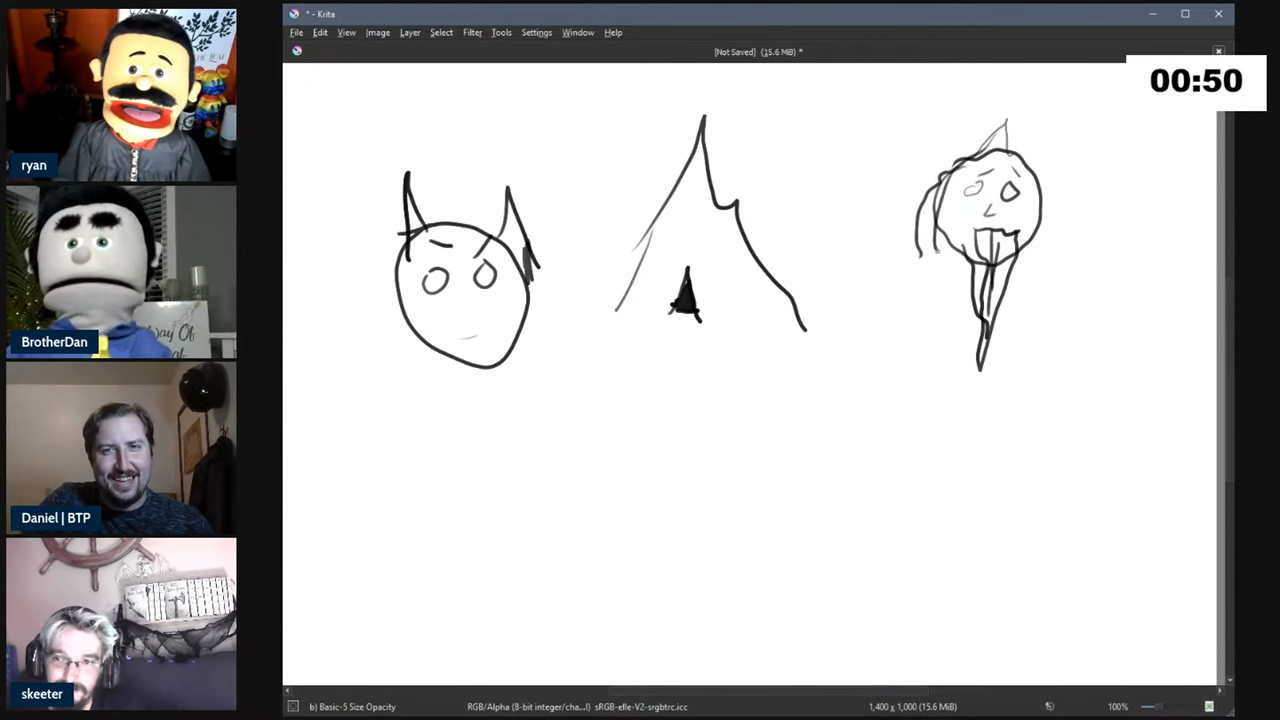 * - Krita
File Edit View Image Layer Select Filter Tools Settings Window Help
[Not Saved] (15.6 MiB) *
00:50
ryan
BrotherDan
Daniel | BTP
skeeter
b) Basic-5 Size Opacity RGB/Alpha (8-bit integer/cha...l) sRGB-elle-V2-srgbtrc.icc 1,400 x 1,000 (15.6 MiB) 100%